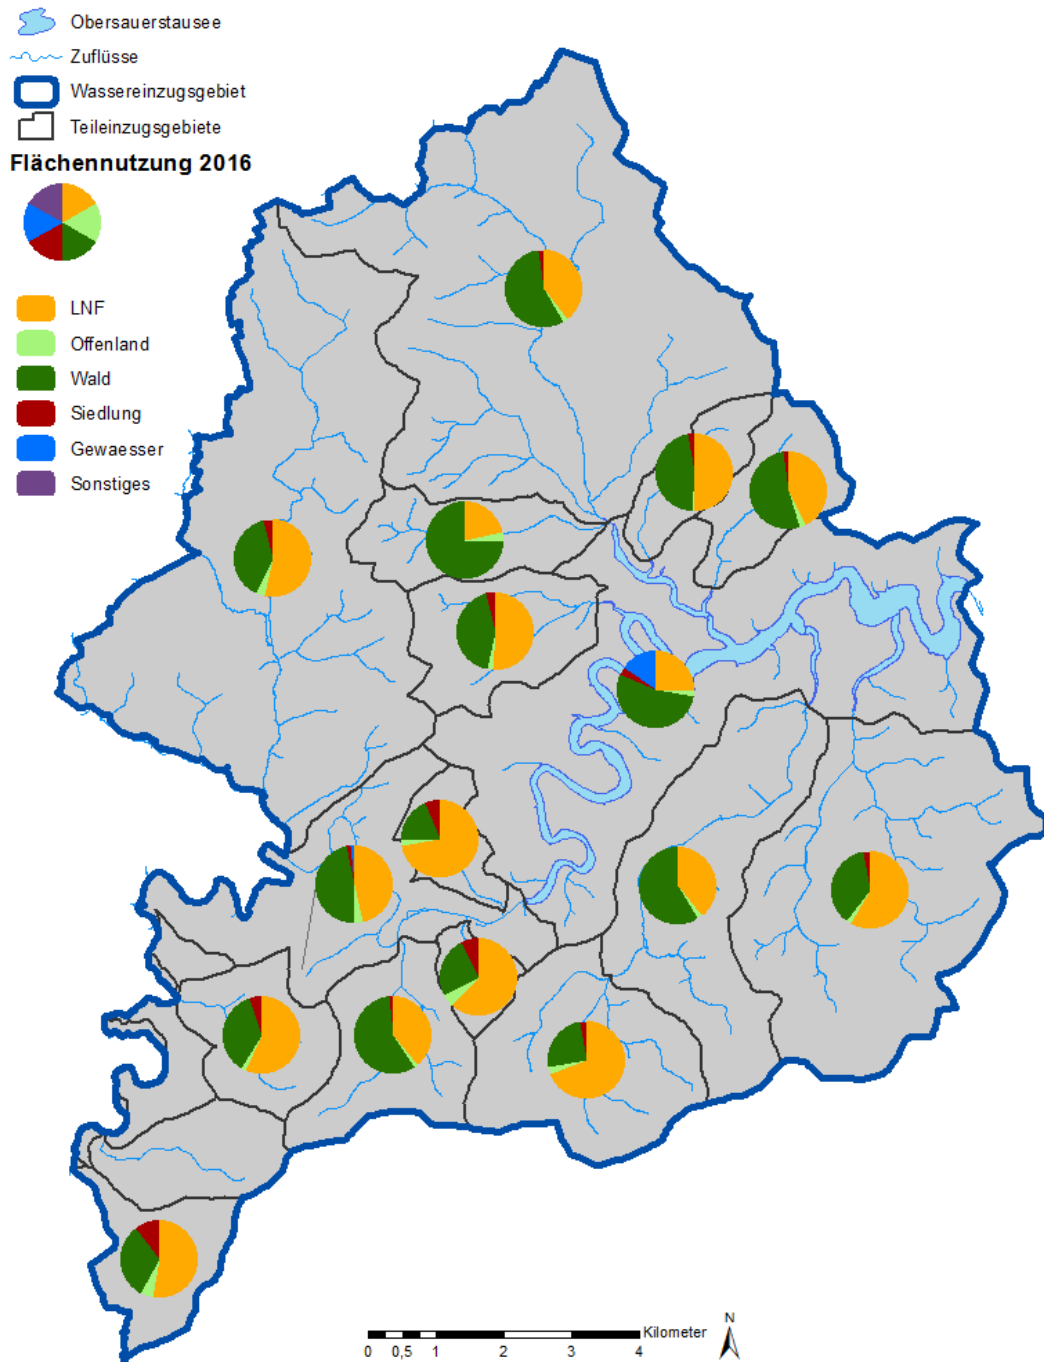 Obersauerstausee
Zuflüsse
Wassereinzugsgebiet
Teileinzugsgebiete
Flächennutzung 2016
LNF
Offenland
Wald
Siedlung
Gewaesser
Sonstiges
N
Kilometer
0 0,5 1 2 3 4